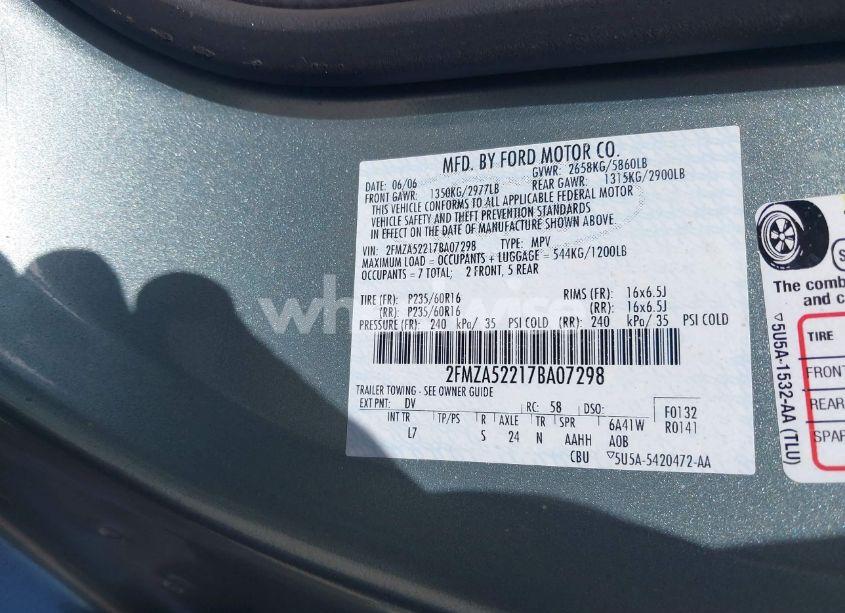 MFD. BY FORD MOTOR CO.
DATE: 06/06 GVWR: 2658KG/5860LB
FRONT GAWR: 1350KG/2977LB REAR GAWR: 1315KG/2900LB
THIS VEHICLE CONFORMS TO ALL APPLICABLE FEDERAL MOTOR
VEHICLE SAFETY AND THEFT PREVENTION STANDARDS
IN EFFECT ON THE DATE OF MANUFACTURE SHOWN ABOVE.
VIN: 2FMZA52217BA07298 TYPE: MPV
MAXIMUM LOAD = OCCUPANTS + LUGGAGE = 544KG/1200LB
OCCUPANTS = 7 TOTAL; 2 FRONT, 5 REAR
TIRE (FR): P235/60R16 RIMS (FR): 16x6.5J
(RR): P235/60R16 (RR): 16x6.5J
PRESSURE (FR): 240 kPa/ 35 PSI COLD (RR): 240 kPa/ 35 PSI COLD
2FMZA52217BA07298
TRAILER TOWING - SEE OWNER GUIDE
EXT PNT: DV RC: 58 DSO: F0132
INT TR TP/PS R AXLE TR SPR 6A41W R0141
L7 S 24 N AAHH A0B
CBU ▽5U5A-5420472-AA
▽5U5A-1532-AA (TLU)
The comb
and c
TIRE
FRONT
REAR
SPAR